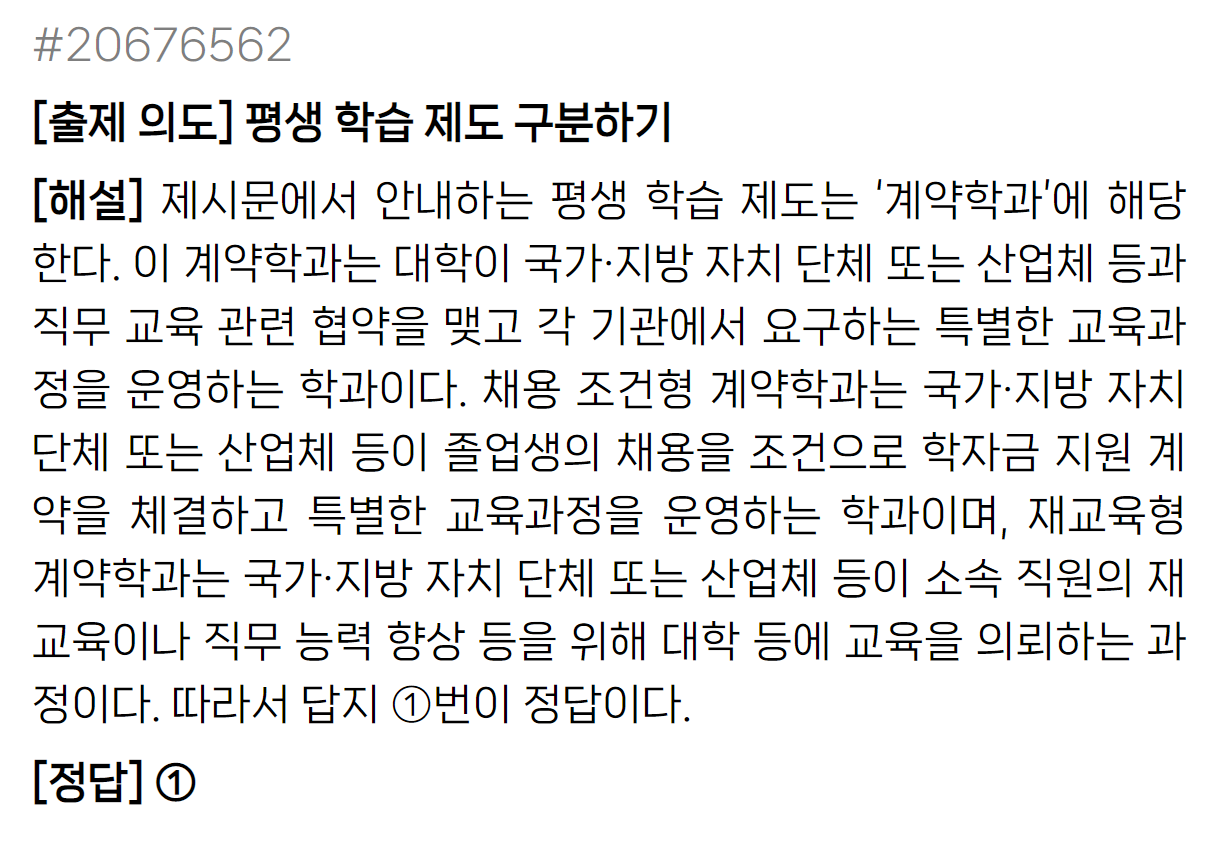 #20676562
[출제 의도] 평생 학습 제도 구분하기
[해설] 제시문에서 안내하는 평생 학습 제도는 '계약학과'에 해당
한다. 이 계약학과는 대학이 국가·지방 자치 단체 또는 산업체 등과
직무 교육 관련 협약을 맺고 각 기관에서 요구하는 특별한 교육과
정을 운영하는 학과이다. 채용 조건형 계약학과는 국가·지방 자치
단체 또는 산업체 등이 졸업생의 채용을 조건으로 학자금 지원 계
약을 체결하고 특별한 교육과정을 운영하는 학과이며, 재교육형
계약학과는 국가·지방 자치 단체 또는 산업체 등이 소속 직원의 재
교육이나 직무 능력 향상 등을 위해 대학 등에 교육을 의뢰하는 과
정이다. 따라서 답지 ①번이 정답이다.
[정답] ①